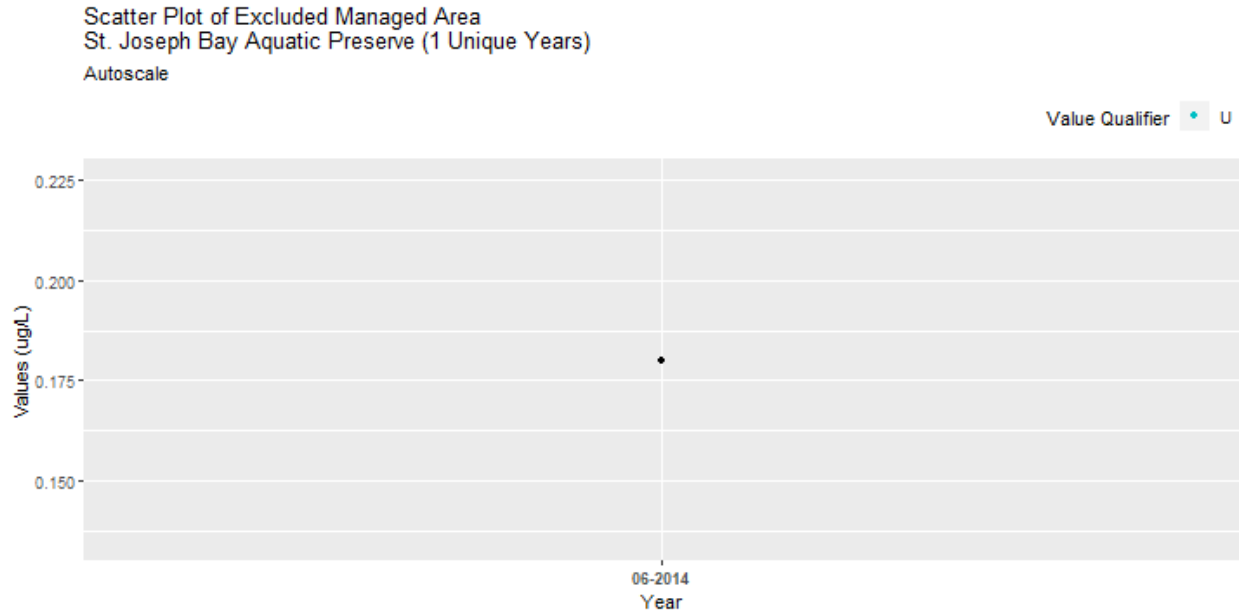 Scatter Plot of Excluded Managed Area
St. Joseph Bay Aquatic Preserve (1 Unique Years)
Autoscale
Value Qualifier U
0.225
0.200
0.175
0.150
Values (ug/L)
06-2014
Year